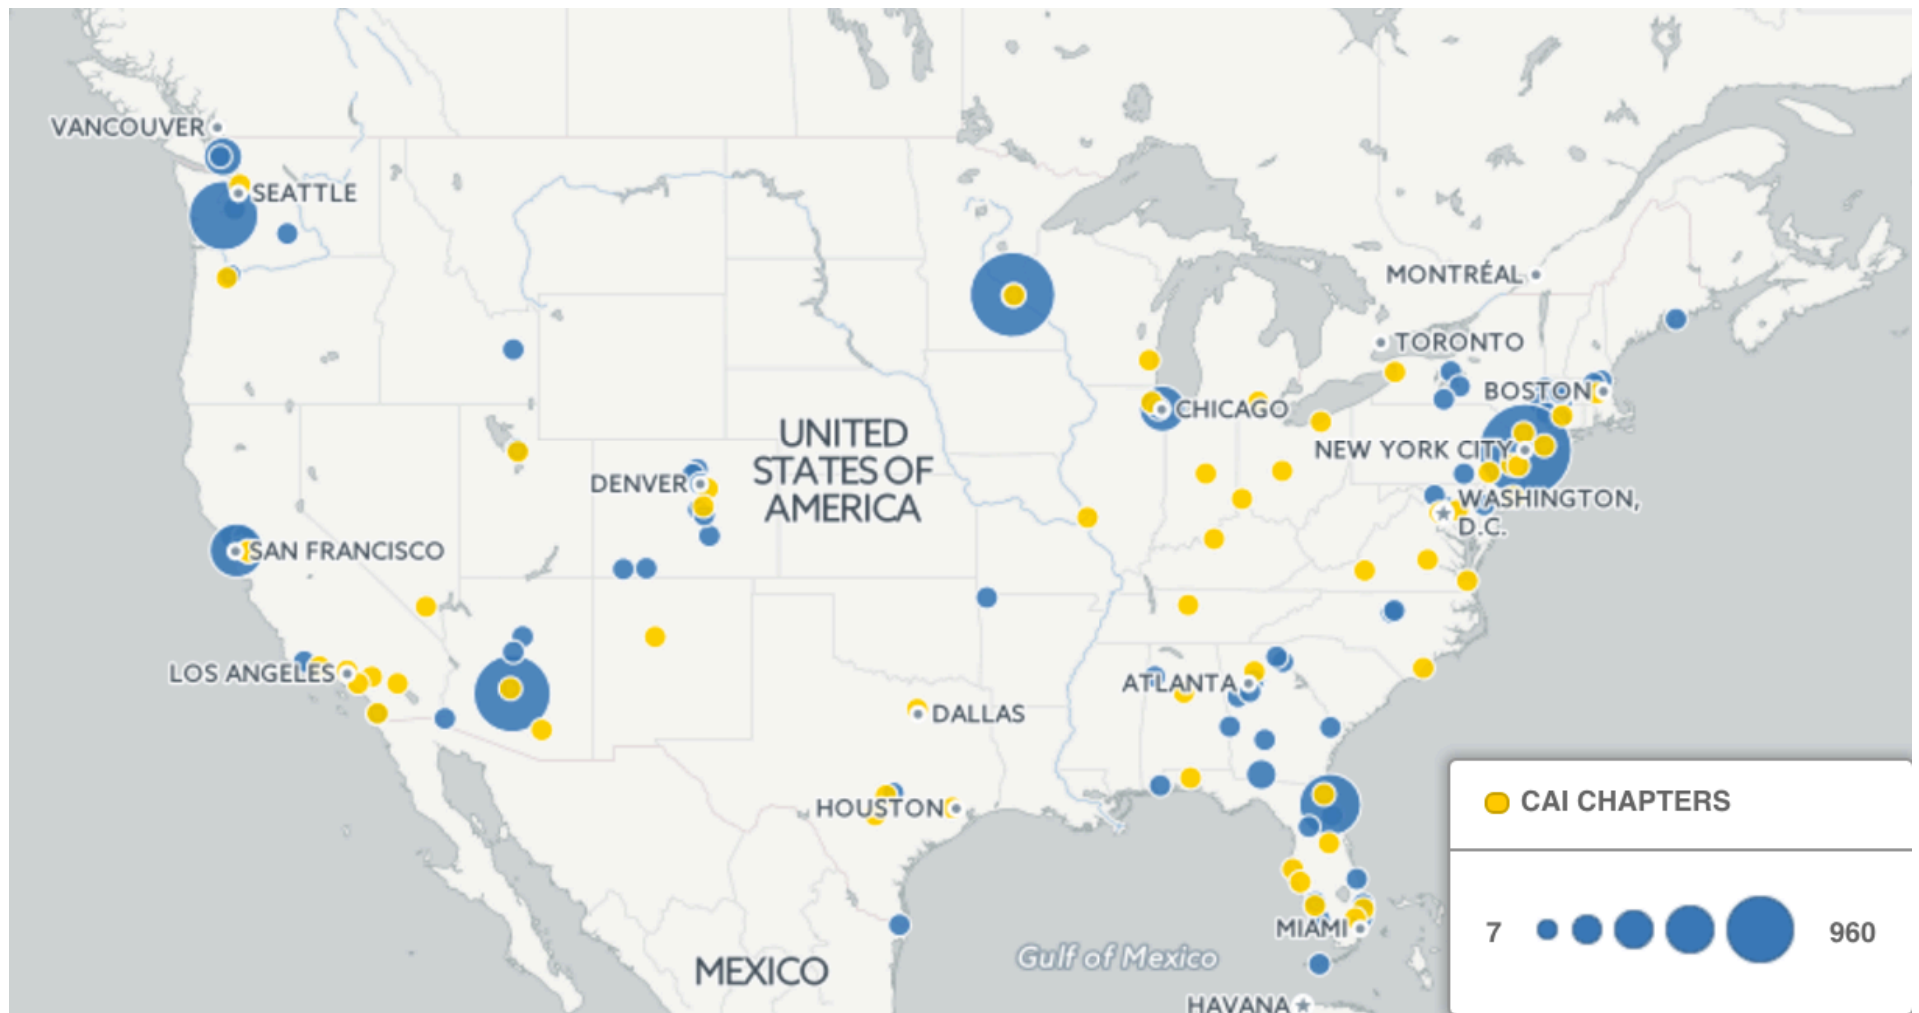 VANCOUVER
SEATTLE
MONTRÉAL
TORONTO
BOSTON
CHICAGO
UNITED
STATES OF
AMERICA
NEW YORK CITY
DENVER
WASHINGTON,
D.C.
SAN FRANCISCO
LOS ANGELES
ATLANTA
DALLAS
HOUSTON
MIAMI
Gulf of Mexico
MEXICO
HAVANA
CAI CHAPTERS
7
960